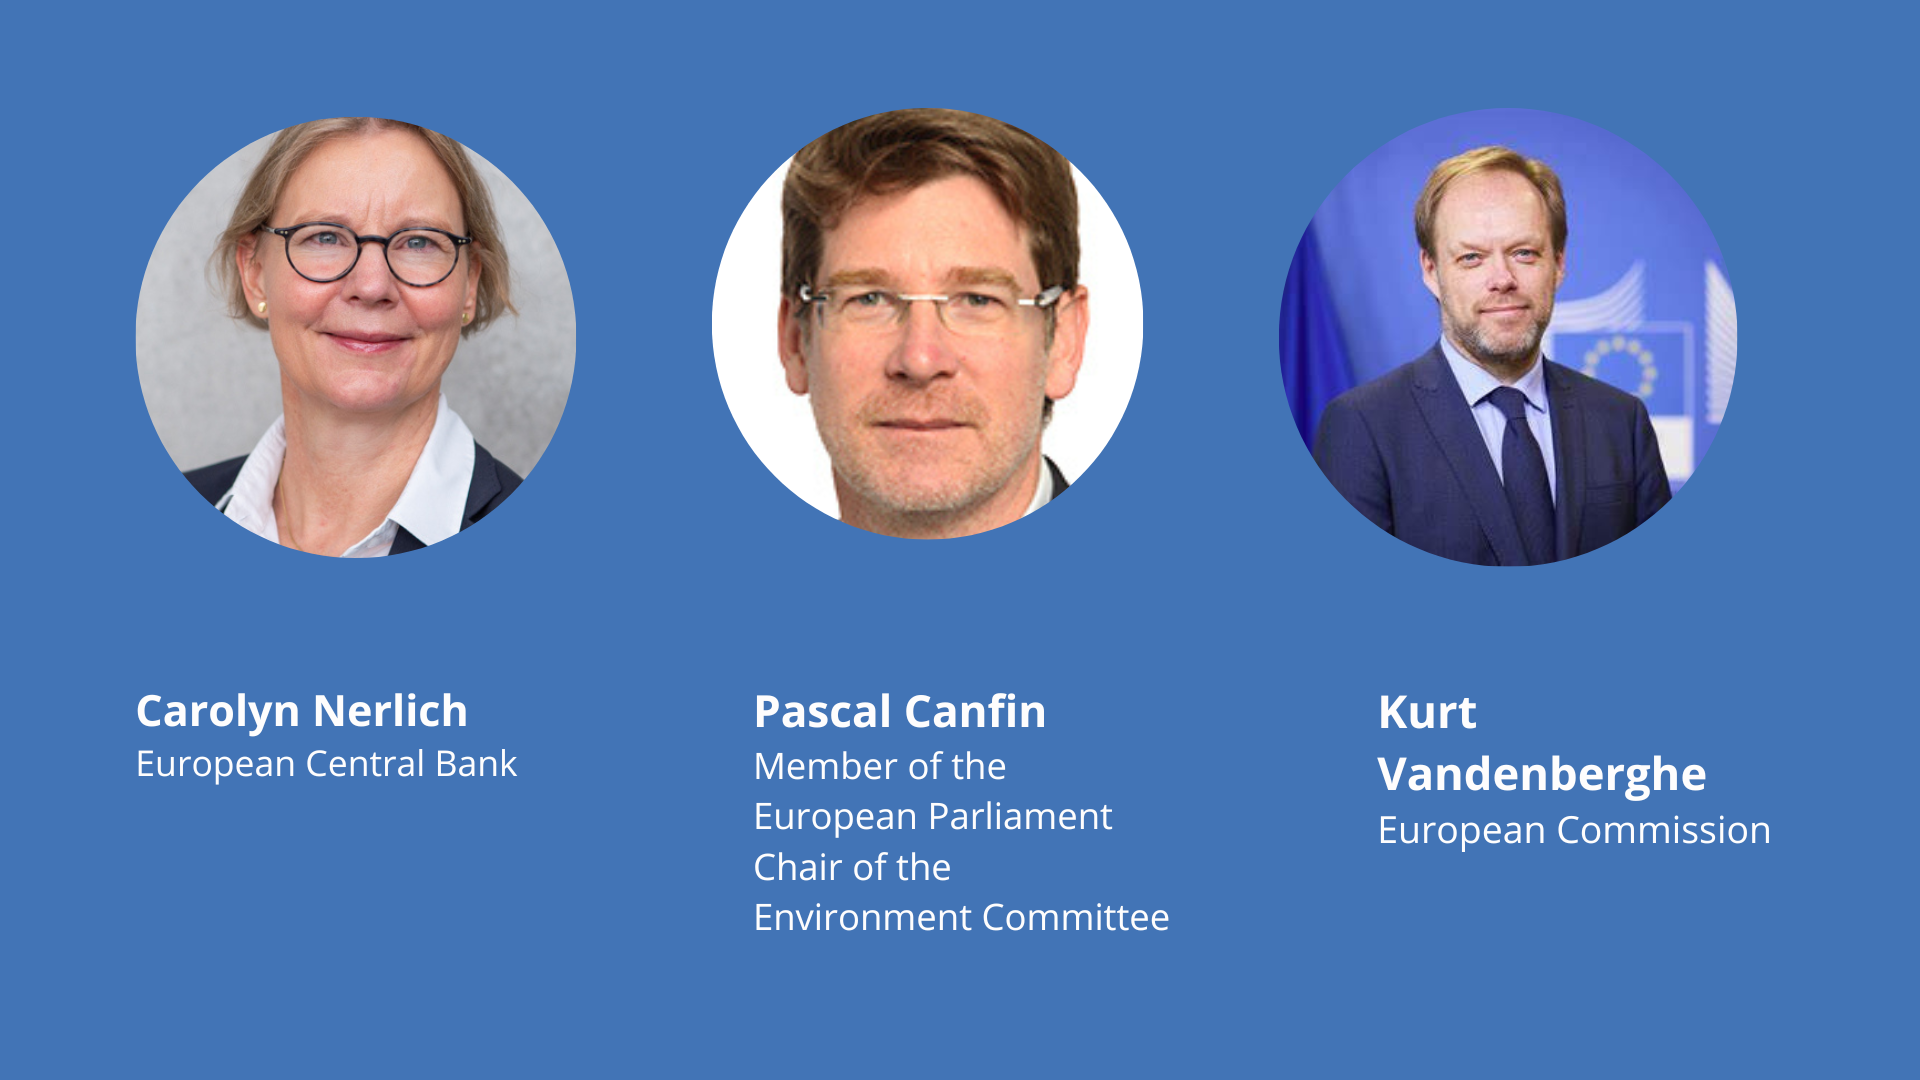 Carolyn Nerlich
European Central Bank
Pascal Canfin
Member of the
European Parliament
Chair of the
Environment Committee
Kurt
Vandenberghe
European Commission